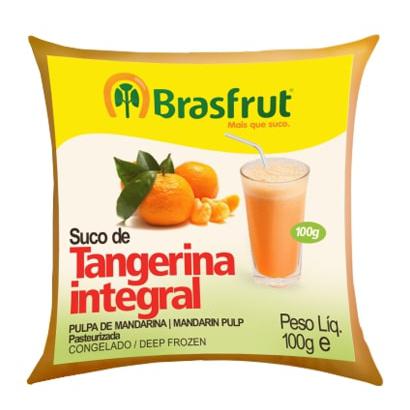 Brasfrut®
Mais que suco.
100g
Suco de
Tangerina
integral
PULPA DE MANDARINA | MANDARIN PULP
Pasteurizada
CONGELADO / DEEP FROZEN
Peso Líq.
100g e